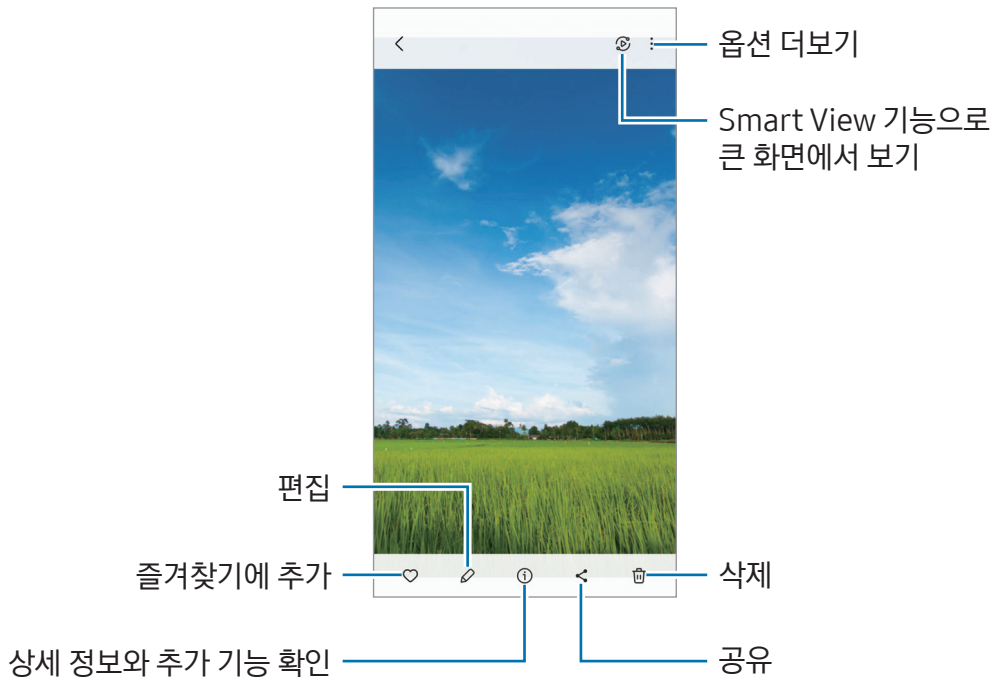 옵션 더보기
Smart View 기능으로
큰 화면에서 보기
편집
즐겨찾기에 추가
삭제
상세 정보와 추가 기능 확인
공유